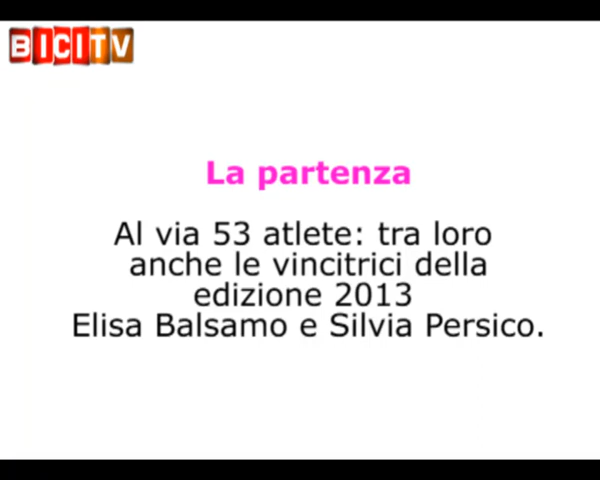 BICITV
La partenza
Al via 53 atlete: tra loro
anche le vincitrici della
edizione 2013
Elisa Balsamo e Silvia Persico.